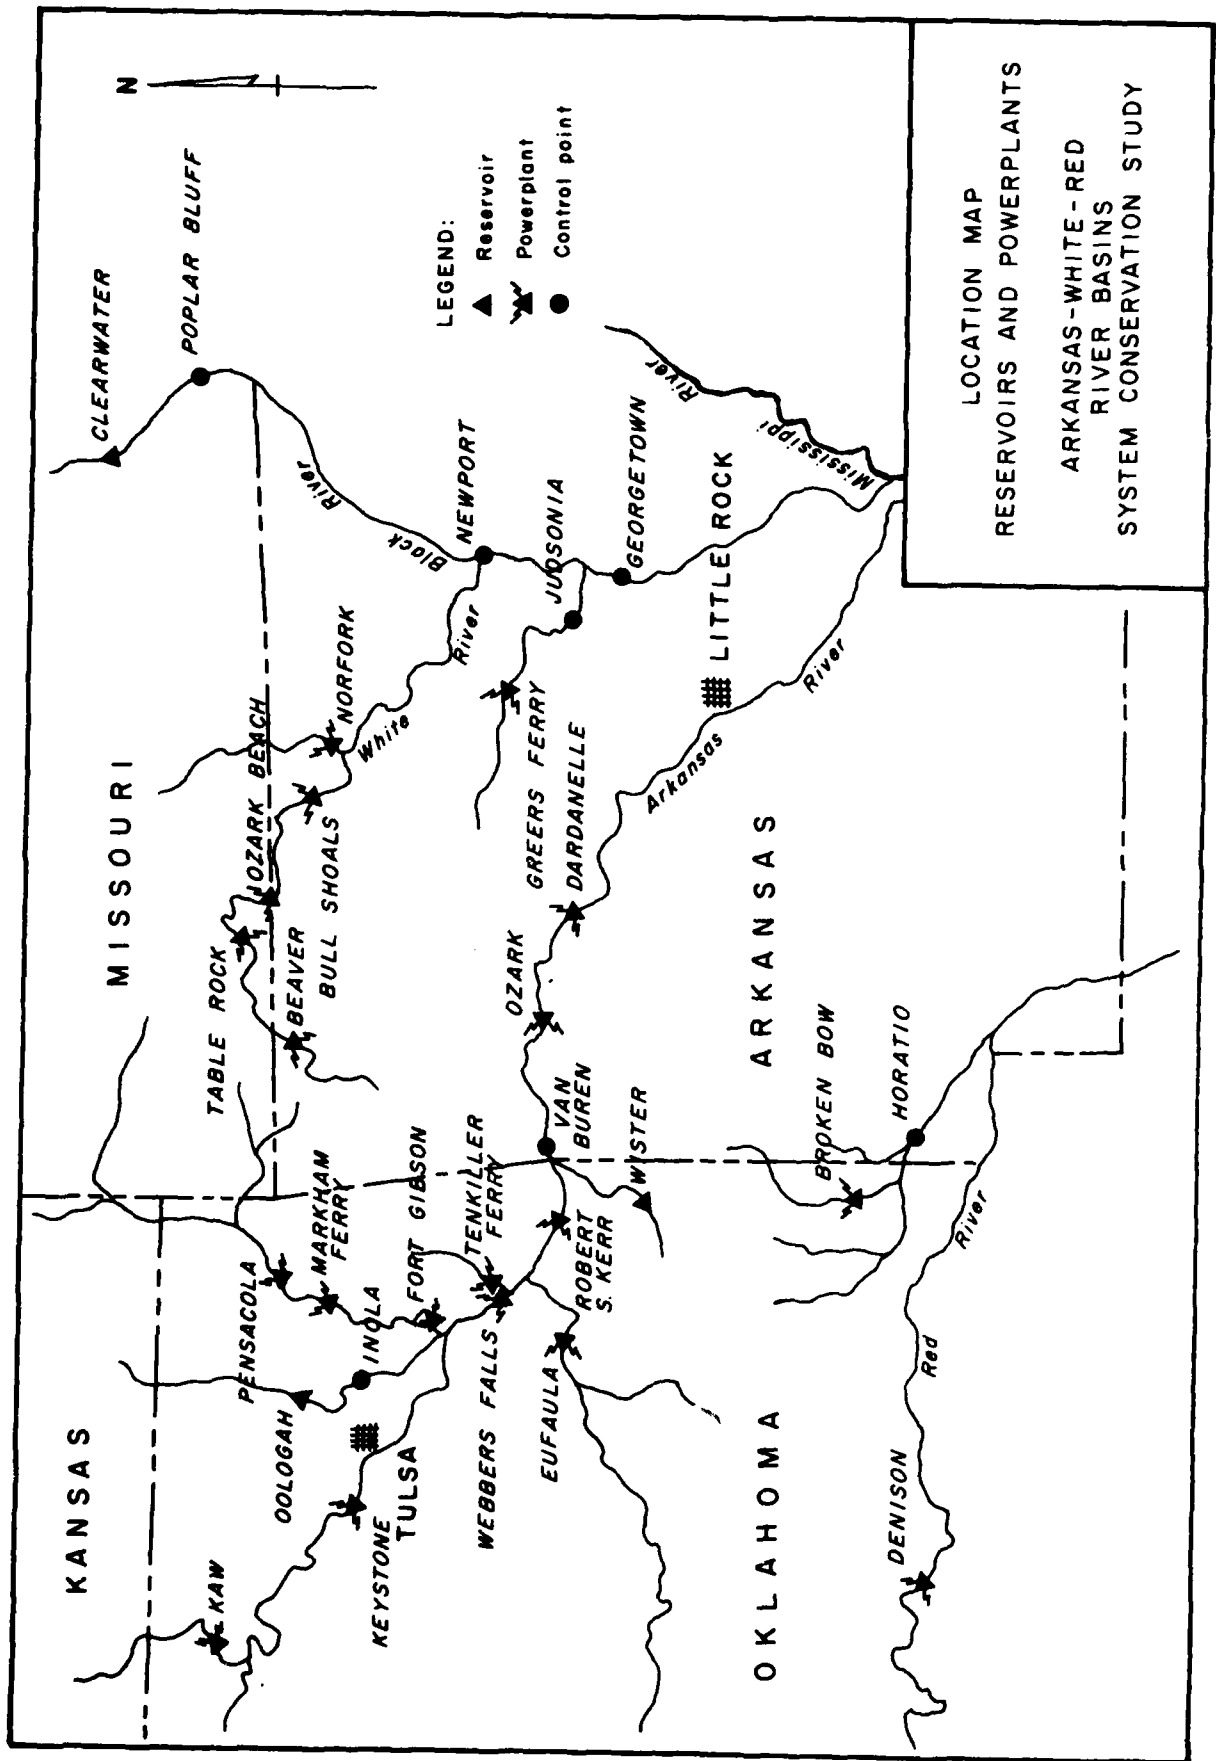 N
KANSAS
MISSOURI
OKLAHOMA
ARKANSAS
CLEARWATER
POPLAR BLUFF
Black River
NEWPORT
JUDSONIA
GEORGETOWN
Mississippi River
LITTLE ROCK
NORFORK
White River
OZARK BEACH
TABLE ROCK
BEAVER
BULL SHOALS
GREERS FERRY
DARDANELLE
Arkansas River
OZARK
VAN
BUREN
WISTER
BROKEN BOW
HORATIO
Red River
KAW
OOLOGAH
KEYSTONE
TULSA
PENSACOLA
INOLA
MARKHAM
FERRY
FORT GIBSON
TENKILLER
FERRY
WEBBERS FALLS
ROBERT
S. KERR
EUFAULA
DENISON
LEGEND:
Reservoir
Powerplant
Control point
LOCATION MAP
RESERVOIRS AND POWERPLANTS
ARKANSAS-WHITE-RED
RIVER BASINS
SYSTEM CONSERVATION STUDY